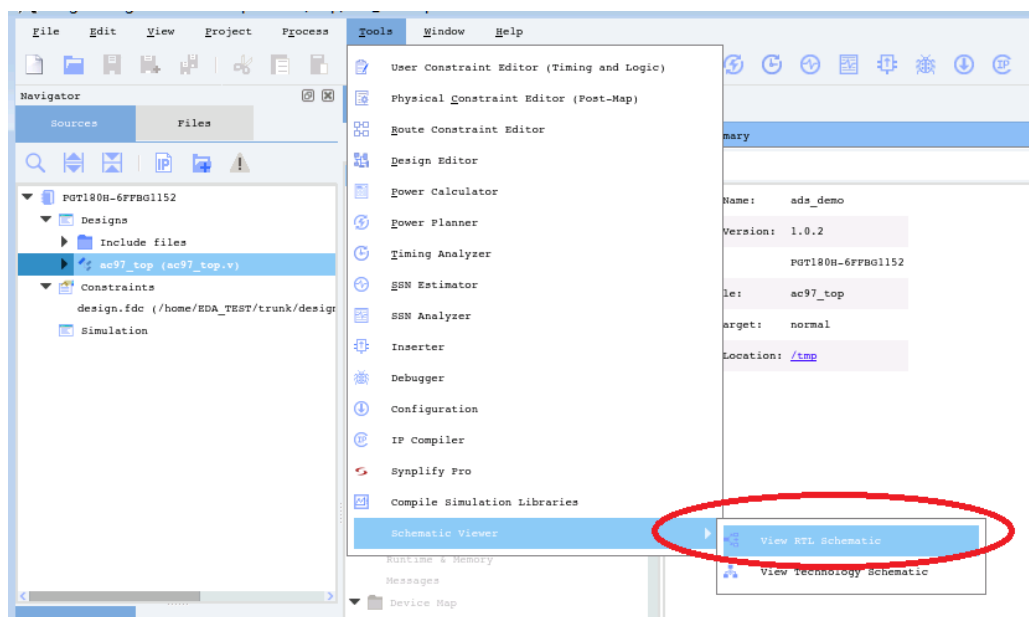 File Edit View Project Process Tools Window Help
Navigator
Sources Files
PGT180H-6FFBG1152
Designs
Include files
ac97_top (ac97_top.v)
Constraints
design.fdc (/home/EDA_TEST/trunk/design
Simulation
User Constraint Editor (Timing and Logic)
Physical Constraint Editor (Post-Map)
Route Constraint Editor
Design Editor
Power Calculator
Power Planner
Timing Analyzer
SSN Estimator
SSN Analyzer
Inserter
Debugger
Configuration
IP Compiler
Synplify Pro
Compile Simulation Libraries
Schematic Viewer
View RTL Schematic
View Technology Schematic
Runtime & Memory
Messages
Device Map
mary
Name: ads_demo
Version: 1.0.2
PGT180H-6FFBG1152
le: ac97_top
arget: normal
Location: /tmp